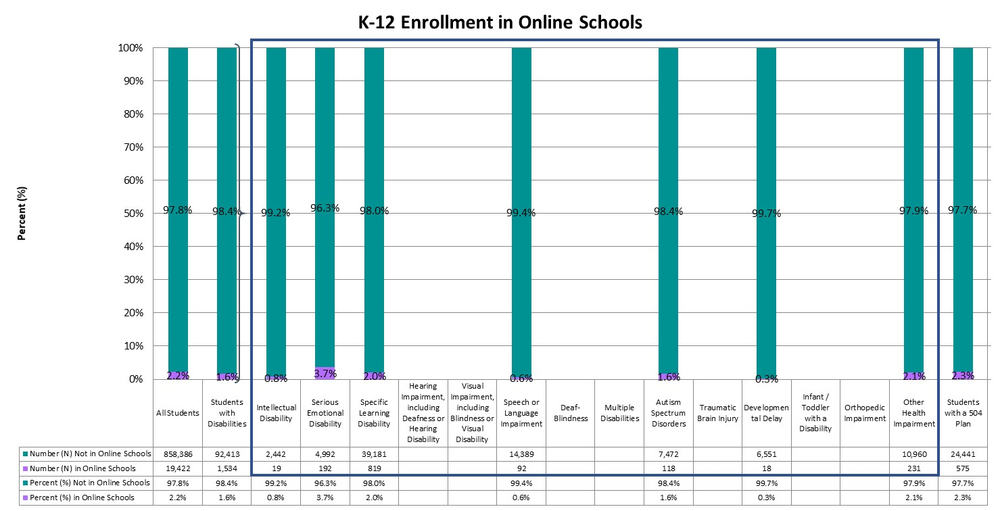 K-12 Enrollment in Online Schools
Percent (%)
100%
90%
80%
70%
60%
50%
40%
30%
20%
10%
0%
97.8% 98.4% 99.2% 96.3% 98.0% 99.4% 98.4% 99.7% 97.9% 97.7%
2.2% 1.6% 0.8% 3.7% 2.0% 0.6% 1.6% 0.3% 2.1% 2.3%
All Students
Students
with
Disabilities
Intellectual
Disability
Serious
Emotional
Disability
Specific
Learning
Disability
Hearing
Impairment,
including
Deafness or
Hearing
Disability
Visual
Impairment,
including
Blindness or
Visual
Disability
Speech or
Language
Impairment
Deaf-
Blindness
Multiple
Disabilities
Autism
Spectrum
Disorders
Traumatic
Brain Injury
Developmen
tal Delay
Infant /
Toddler
with a
Disability
Orthopedic
Impairment
Other
Health
Impairment
Students
with a 504
Plan
Number (N) Not in Online Schools 858,386 92,413 2,442 4,992 39,181 14,389 7,472 6,551 10,960 24,441
Number (N) in Online Schools 19,422 1,534 19 192 819 92 118 18 231 575
Percent (%) Not in Online Schools 97.8% 98.4% 99.2% 96.3% 98.0% 99.4% 98.4% 99.7% 97.9% 97.7%
Percent (%) in Online Schools 2.2% 1.6% 0.8% 3.7% 2.0% 0.6% 1.6% 0.3% 2.1% 2.3%